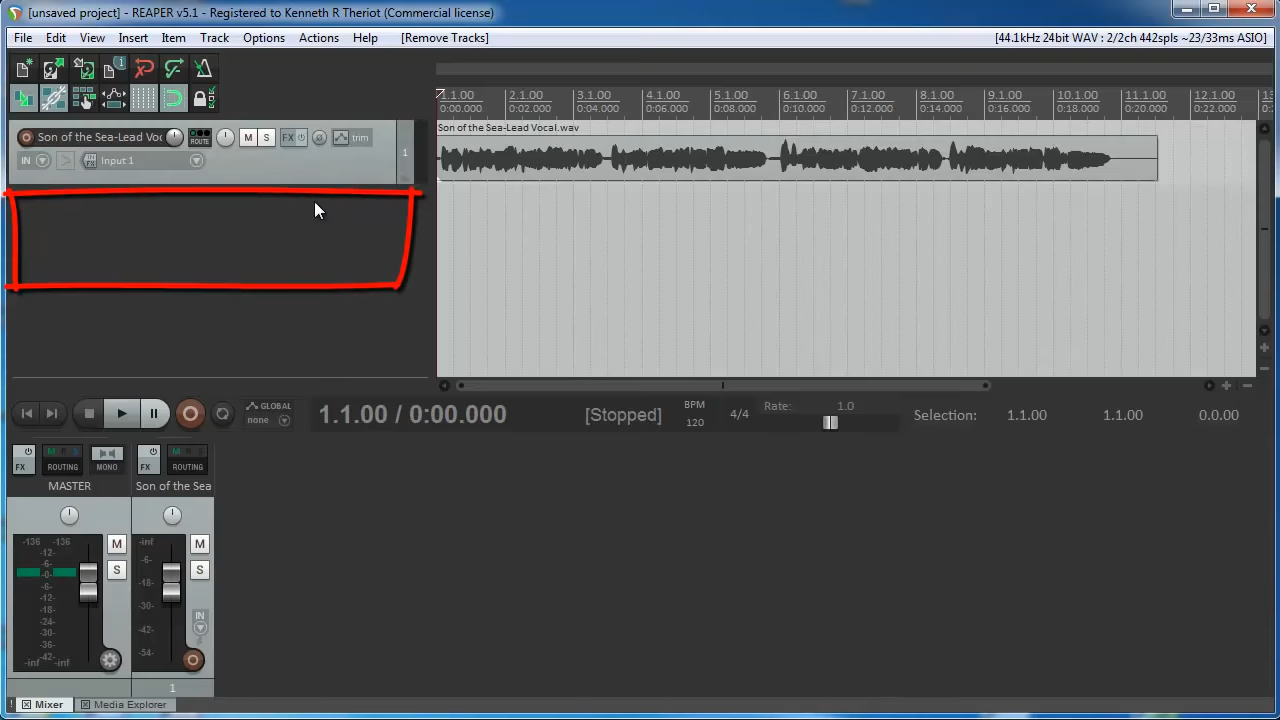 [unsaved project] - REAPER v5.1 - Registered to Kenneth R Theriot (Commercial license)
File Edit View Insert Item Track Options Actions Help [Remove Tracks] [44.1kHz 24bit WAV : 2/2ch 442spls ~23/33ms ASIO]
1.1.00 2.1.00 3.1.00 4.1.00 5.1.00 6.1.00 7.1.00 8.1.00 9.1.00 10.1.00 11.1.00 12.1.00 13
0:00.000 0:02.000 0:04.000 0:06.000 0:08.000 0:10.000 0:12.000 0:14.000 0:16.000 0:18.000 0:20.000 0:22.000 0:
Son of the Sea-Lead Vocal.wav
Son of the Sea-Lead Voc ROUTE M S FX trim
1
IN FX Input 1
GLOBAL
none
1.1.00 / 0:00.000 [Stopped]
BPM
120
4/4
Rate: 1.0
Selection: 1.1.00 1.1.00 0.0.00
FX M R S ROUTING MONO FX M R S ROUTING
MASTER Son of the Sea
-136 -136 M -inf M
-12-
-6- -6-
-0- S -18- S
-6-
-12- -30-
-18- IN
-24- -42-
-30-
-36- -54-
-42-
-inf -inf
1
! Mixer Media Explorer